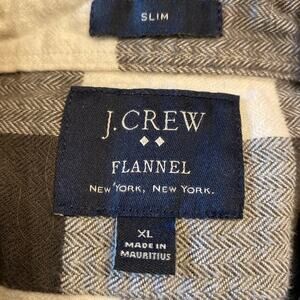 SLIM
J.CREW
FLANNEL
NEW YORK, NEW YORK.
XL
MADE IN
MAURITIUS